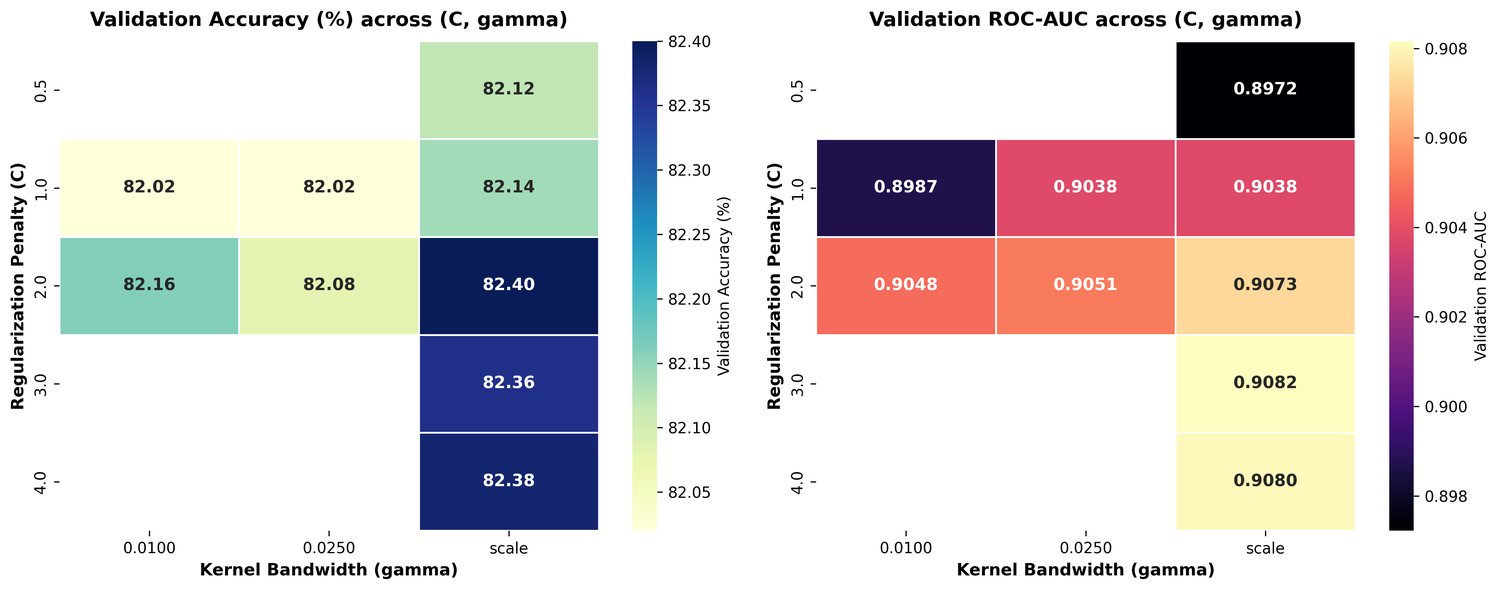 Validation Accuracy (%) across (C, gamma)
Regularization Penalty (C)
0.5
1.0
2.0
3.0
4.0
82.12
82.02 82.02 82.14
82.16 82.08 82.40
82.36
82.38
0.0100 0.0250 scale
Kernel Bandwidth (gamma)
82.40
82.35
82.30
82.25
82.20
82.15
82.10
82.05
Validation Accuracy (%)
Validation ROC-AUC across (C, gamma)
Regularization Penalty (C)
0.5
1.0
2.0
3.0
4.0
0.8972
0.8987 0.9038 0.9038
0.9048 0.9051 0.9073
0.9082
0.9080
0.0100 0.0250 scale
Kernel Bandwidth (gamma)
0.908
0.906
0.904
0.902
0.900
0.898
Validation ROC-AUC